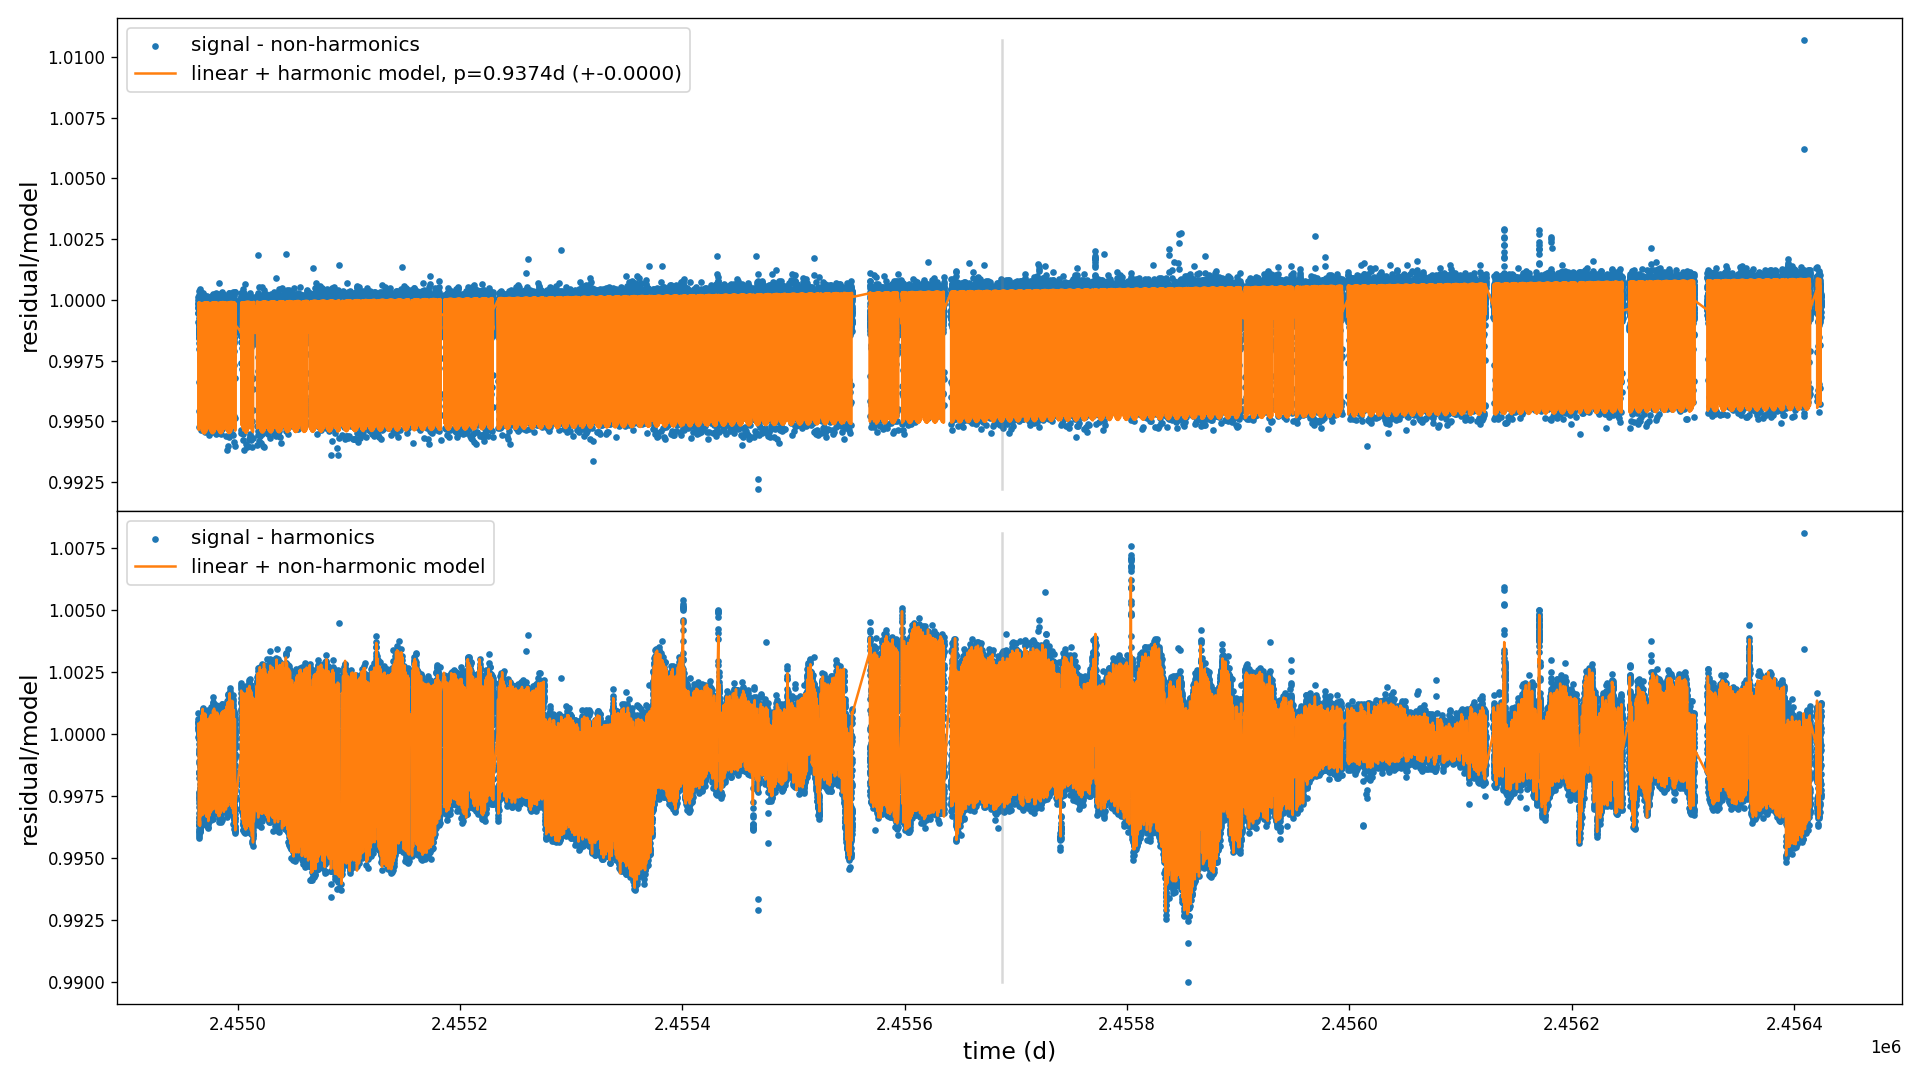 signal - non-harmonics
linear + harmonic model, p=0.9374d (+-0.0000)
1.0100
1.0075
1.0050
1.0025
1.0000
0.9975
0.9950
0.9925
residual/model
signal - harmonics
linear + non-harmonic model
1.0075
1.0050
1.0025
1.0000
0.9975
0.9950
0.9925
0.9900
residual/model
2.4550 2.4552 2.4554 2.4556 2.4558 2.4560 2.4562 2.4564
time (d)
1e6